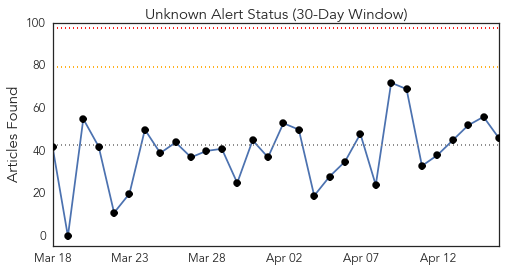 Unknown Alert Status (30-Day Window)
Articles Found
100
80
60
40
20
0
Mar 18 Mar 23 Mar 28 Apr 02 Apr 07 Apr 12